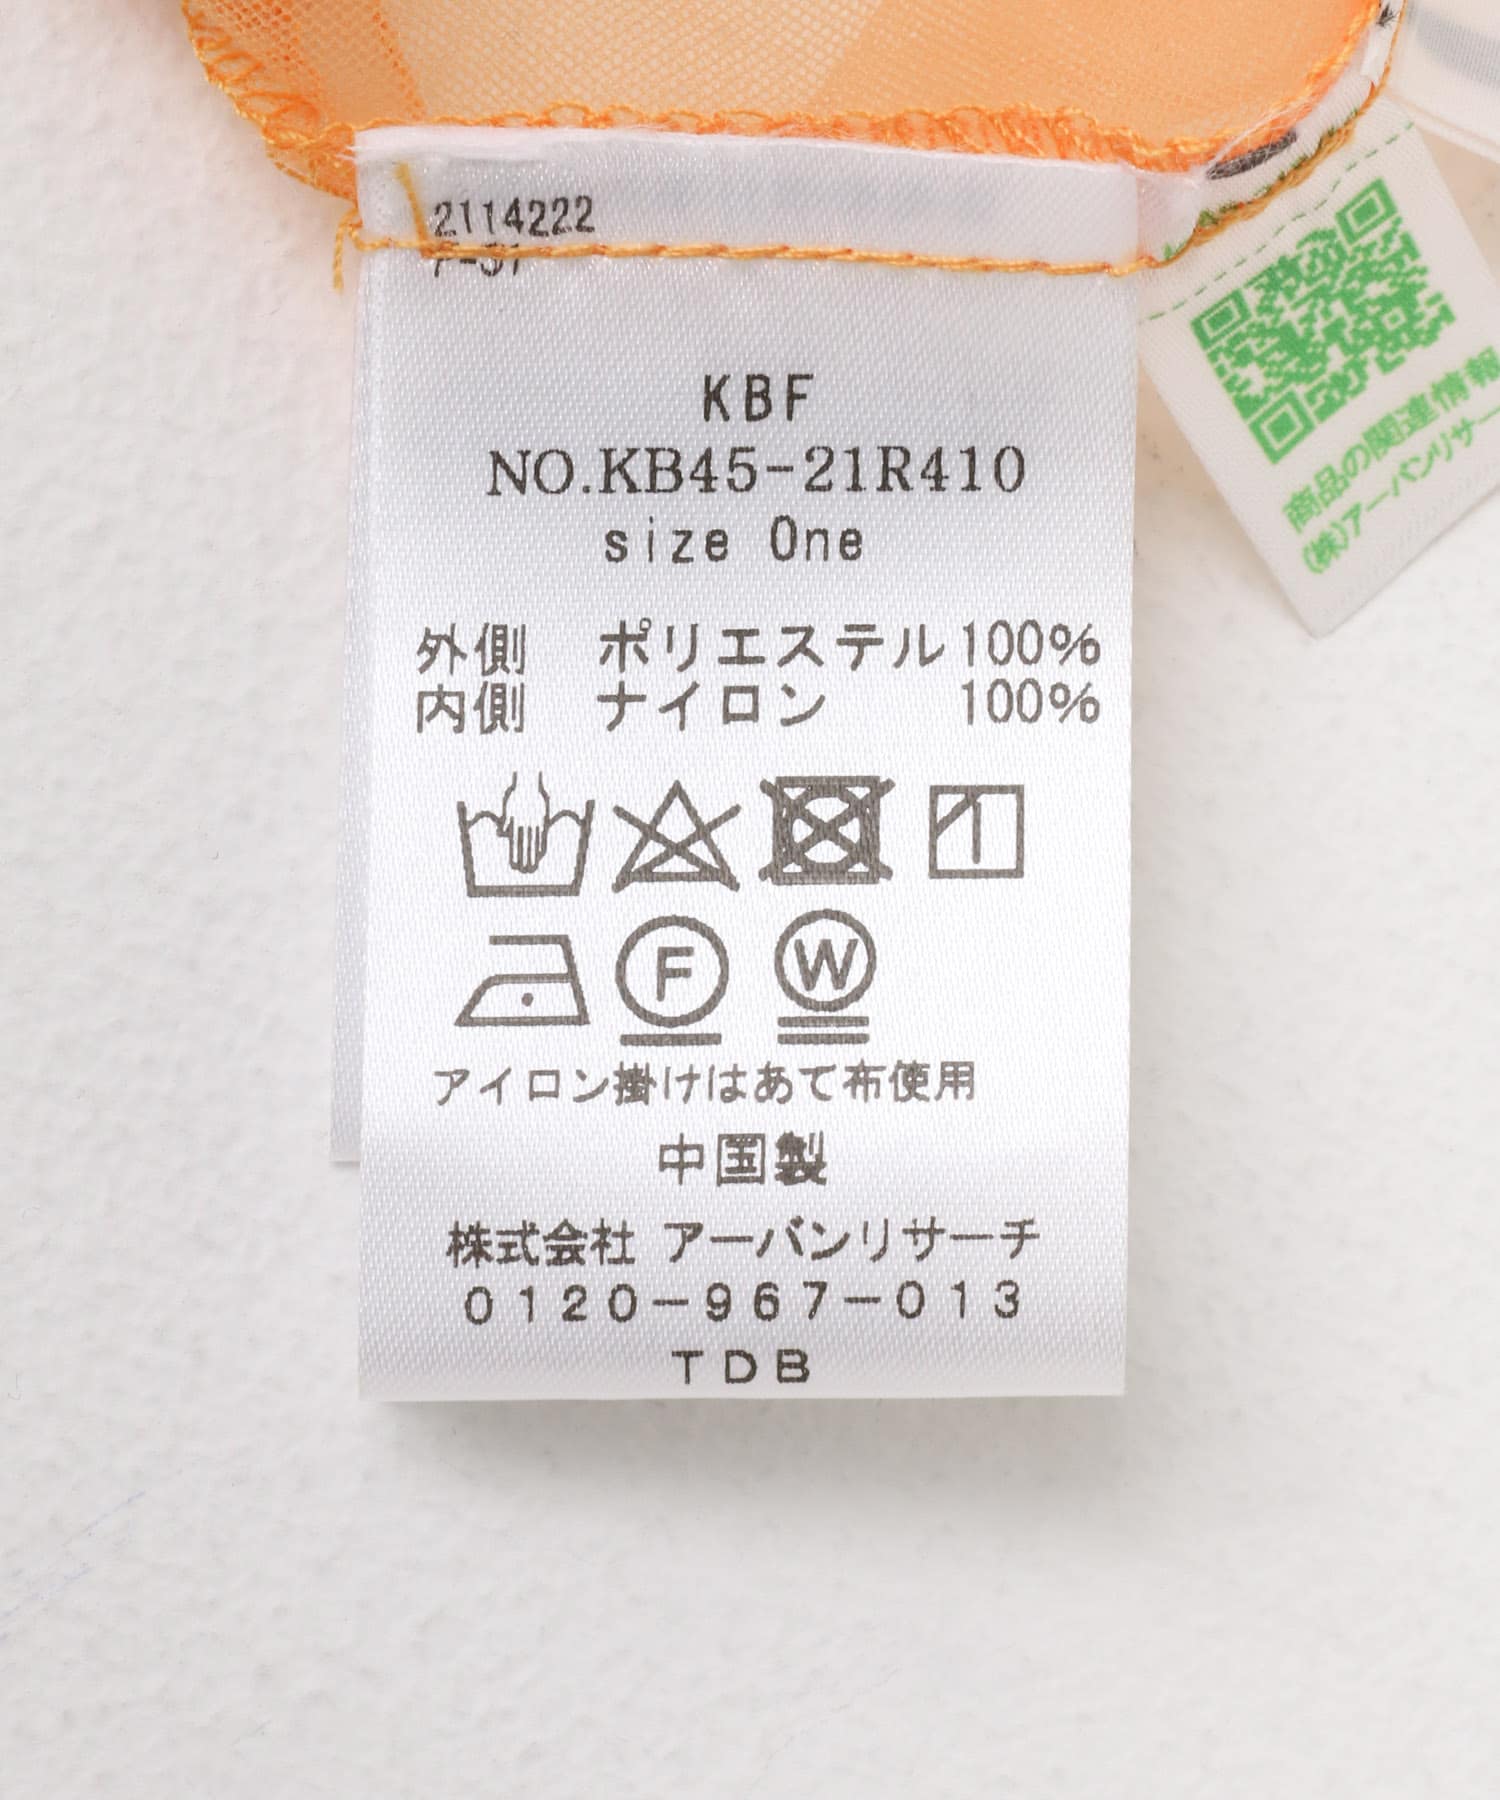 2114222
KBF
NO.KB45-21R410
size One
外側 ポリエステル100%
内側 ナイロン 100%
F W
アイロン掛けはあて布使用
中国製
株式会社 アーバンリサーチ
0120-967-013
TDB
商品の関連情報
(株)アーバンリサー